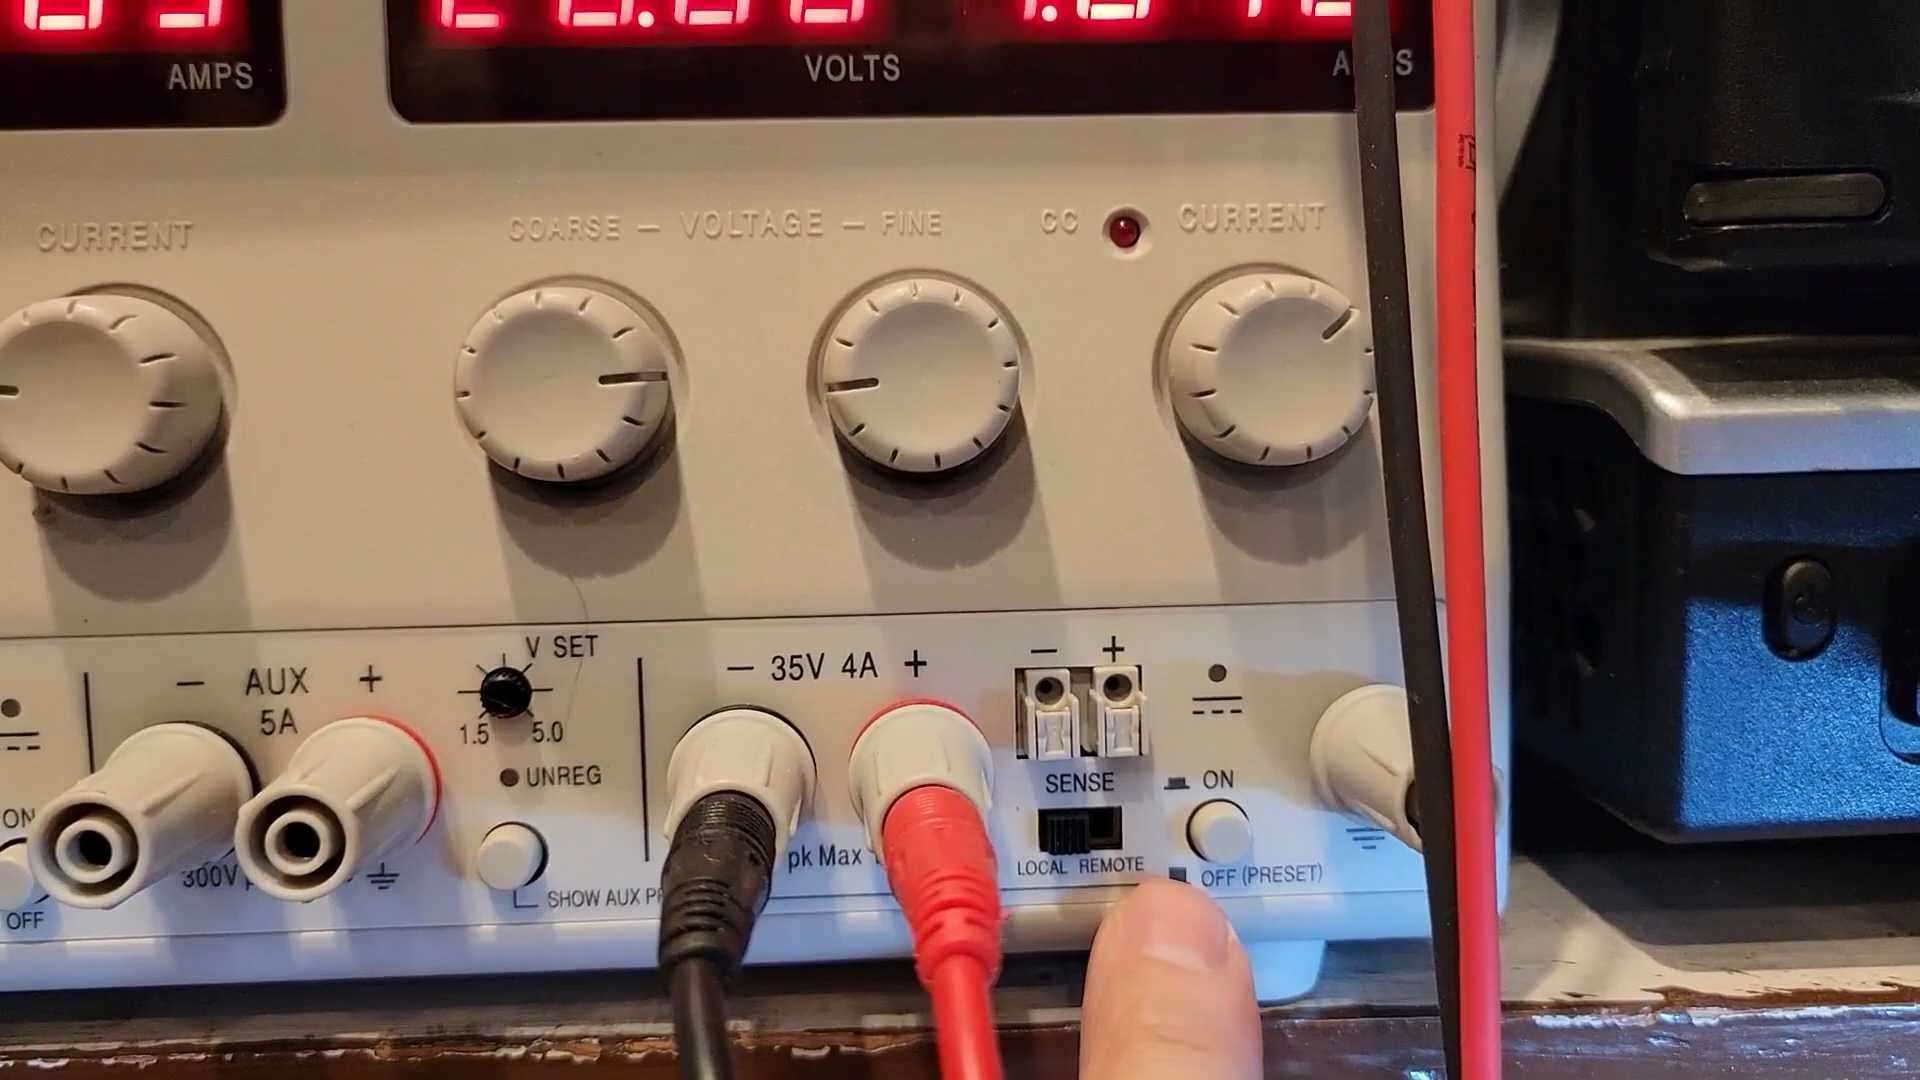 AMPS
VOLTS
CURRENT
COARSE — VOLTAGE — FINE
CC
CURRENT
V SET
1.5
5.0
UNREG
− AUX +
5A
− 35V 4A +
− +
SENSE
LOCAL REMOTE
ON
OFF (PRESET)
ON
OFF
300V
SHOW AUX
pk Max